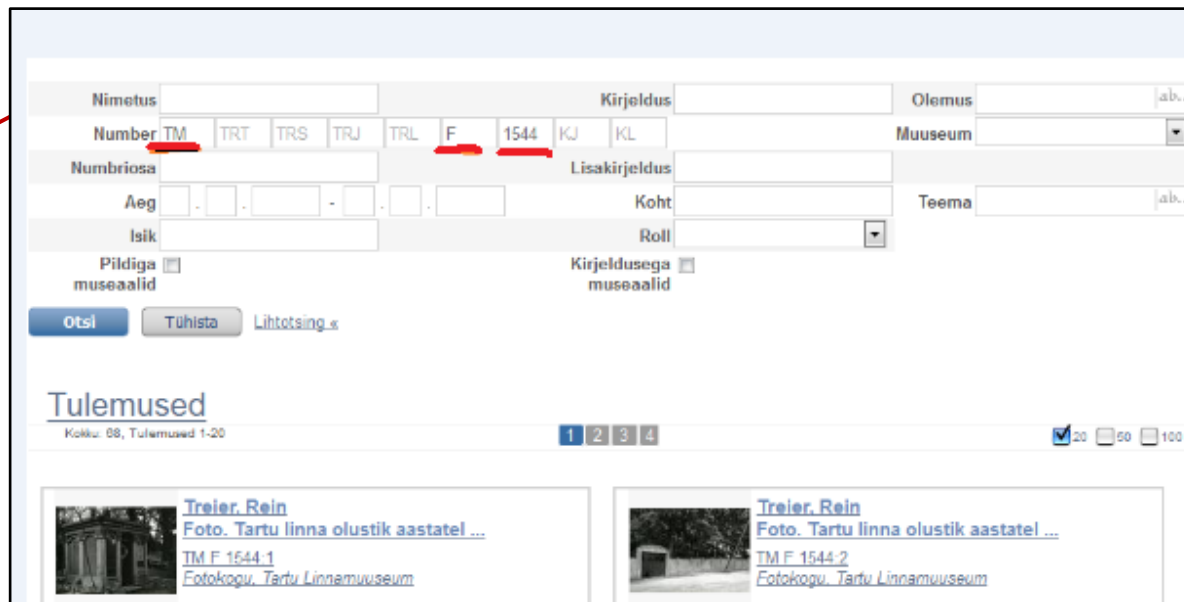 Nimetus Kirjeldus Olemus ab..
Number TM TRT TRS TRJ TRL F 1544 KJ KL Muuseum
Numbriosa Lisakirjeldus
Aeg . . - . . Koht Teema ab..
Isik Roll
Pildiga museaalid Kirjeldusega museaalid
Otsi Tühista Lihtotsing «
Tulemused
Kokku: 68, Tulemused 1-20 1 2 3 4 20 50 100
Treier, Rein
Foto. Tartu linna olustik aastatel ...
TM F 1544:1
Fotokogu, Tartu Linnamuuseum
Treier, Rein
Foto. Tartu linna olustik aastatel ...
TM F 1544:2
Fotokogu, Tartu Linnamuuseum